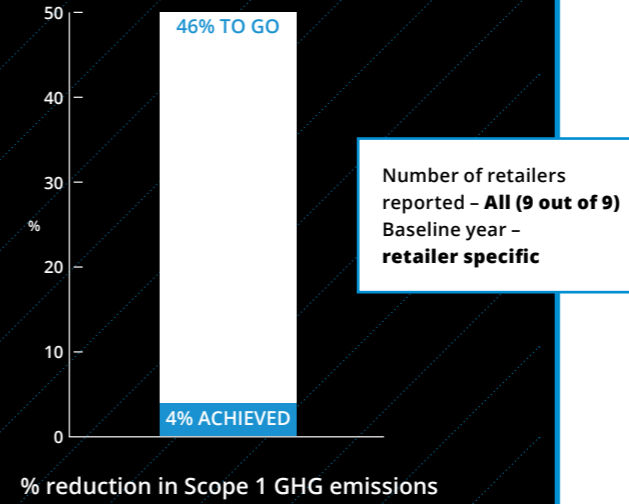 50
46% TO GO
40
30
%
20
10
4% ACHIEVED
0
Number of retailers
reported – All (9 out of 9)
Baseline year –
retailer specific
% reduction in Scope 1 GHG emissions